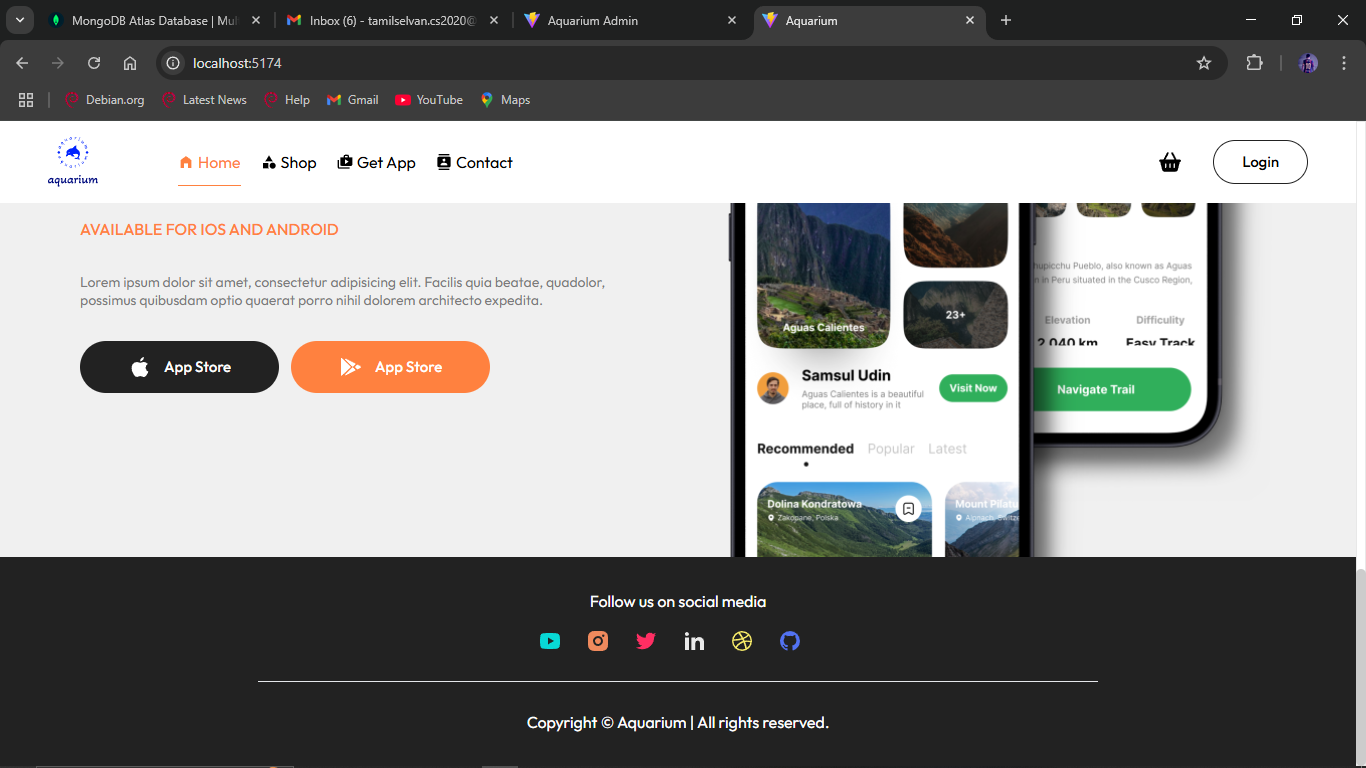 MongoDB Atlas Database | Mul
Inbox (6) - tamilselvan.cs2020@
Aquarium Admin
Aquarium
localhost:5174
Debian.org
Latest News
Help
Gmail
YouTube
Maps
aquarium
Home
Shop
Get App
Contact
Login
AVAILABLE FOR IOS AND ANDROID
Lorem ipsum dolor sit amet, consectetur adipisicing elit. Facilis quia beatae, quadolor,
possimus quibusdam optio quaerat porro nihil dolorem architecto expedita.
App Store
App Store
Aguas Calientes
23+
Samsul Udin
Aguas Calientes is a beautiful
place, full of history in it
Visit Now
Recommended
Popular
Latest
Dolina Kondratowa
Zakopane, Polska
Mount Pilatu
hupicchu Pueblo, also known as Aguas
n in Peru situated in the Cusco Region,
Elevation
Difficulty
2.040 km
Easy Track
Navigate Trail
Follow us on social media
Copyright © Aquarium | All rights reserved.